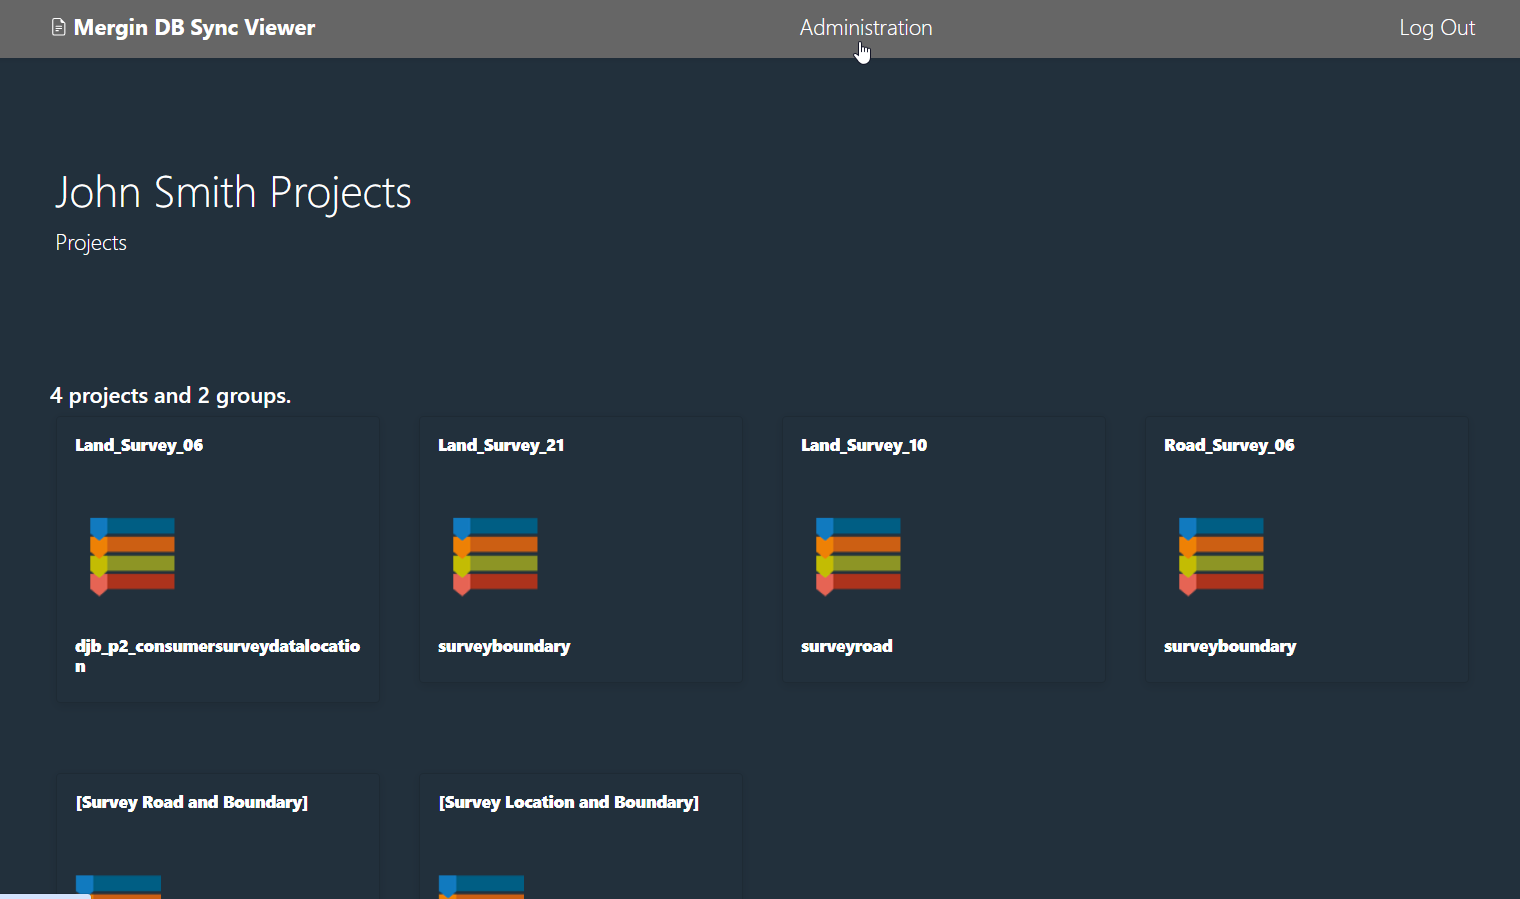 Mergin DB Sync Viewer
Administration
Log Out
John Smith Projects
Projects
4 projects and 2 groups.
Land_Survey_06
Land_Survey_21
Land_Survey_10
Road_Survey_06
djb_p2_consumersurveydatalocatio
n
surveyboundary
surveyroad
surveyboundary
[Survey Road and Boundary]
[Survey Location and Boundary]